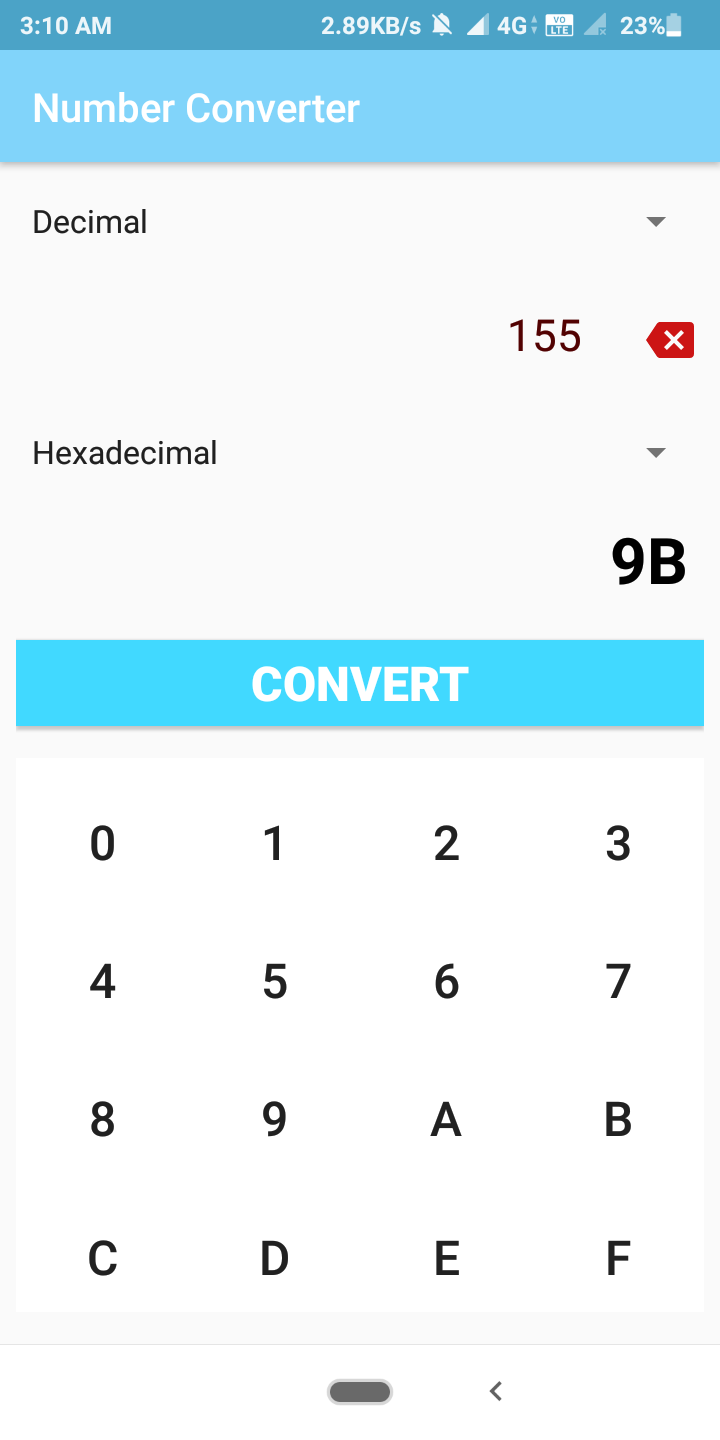 3:10 AM 2.89KB/s 4G VO LTE 23%
Number Converter
Decimal
155
Hexadecimal
9B
CONVERT
0 1 2 3
4 5 6 7
8 9 A B
C D E F